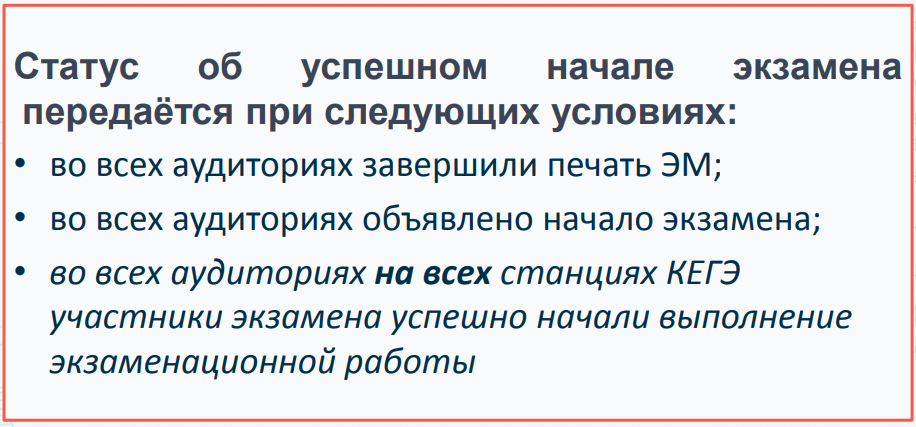 Статус об успешном начале экзамена
передаётся при следующих условиях:
• во всех аудиториях завершили печать ЭМ;
• во всех аудиториях объявлено начало экзамена;
• во всех аудиториях на всех станциях КЕГЭ
участники экзамена успешно начали выполнение
экзаменационной работы